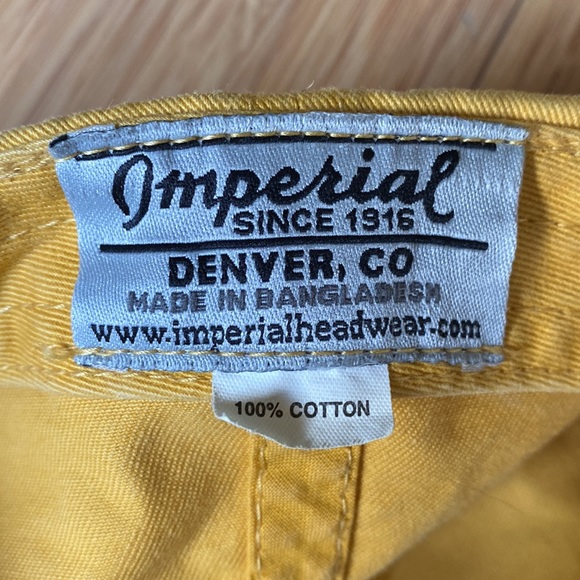 Imperial
SINCE 1916
DENVER, CO
MADE IN BANGLADESH
www.imperialheadwear.com
100% COTTON